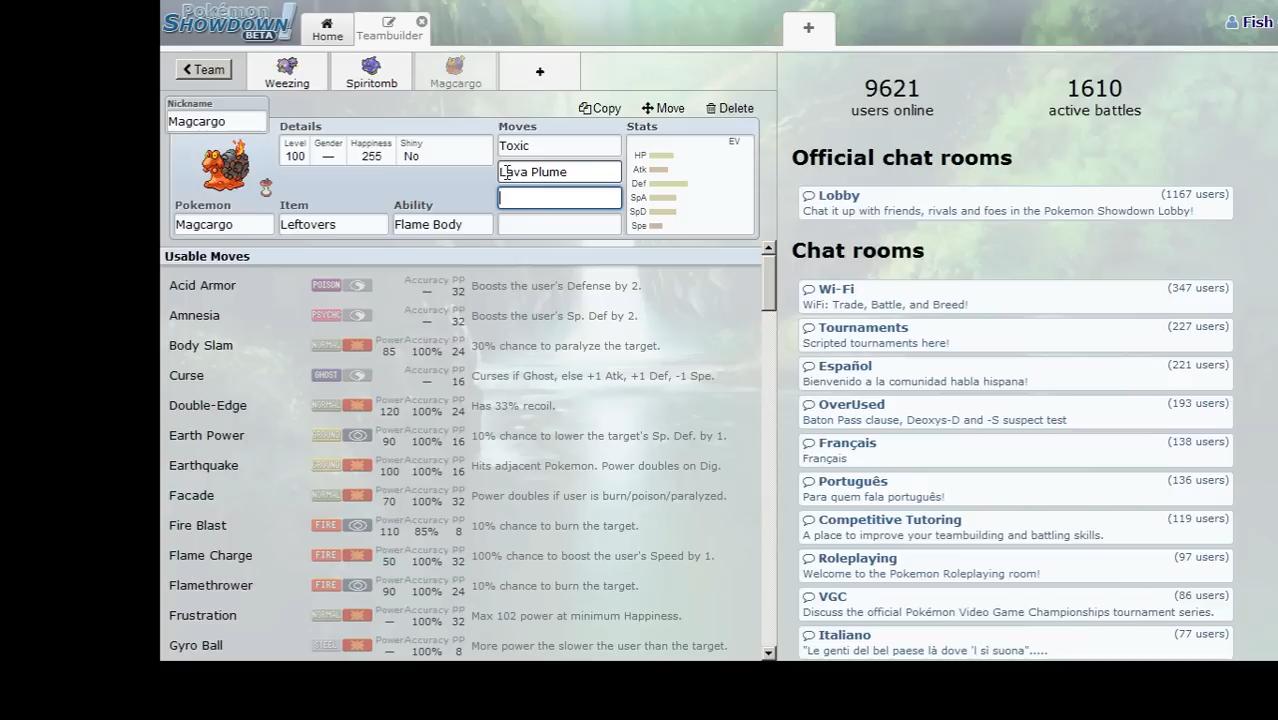 Pokémon
SHOWDOWN!
BETA
Home
Teambuilder
+
Fish
Team
Weezing
Spiritomb
Magcargo
+
Nickname
Magcargo
Copy
Move
Delete
Details
Level
100
Gender
—
Happiness
255
Shiny
No
Moves
Toxic
Lava Plume
Stats
EV
HP
Atk
Def
SpA
SpD
Spe
Pokemon
Magcargo
Item
Leftovers
Ability
Flame Body
Usable Moves
Acid Armor POISON Accuracy — PP 32 Boosts the user's Defense by 2.
Amnesia PSYCHC Accuracy — PP 32 Boosts the user's Sp. Def by 2.
Body Slam NORMAL Power 85 Accuracy 100% PP 24 30% chance to paralyze the target.
Curse GHOST Accuracy — PP 16 Curses if Ghost, else +1 Atk, +1 Def, -1 Spe.
Double-Edge NORMAL Power 120 Accuracy 100% PP 24 Has 33% recoil.
Earth Power GROUND Power 90 Accuracy 100% PP 16 10% chance to lower the target's Sp. Def. by 1.
Earthquake GROUND Power 100 Accuracy 100% PP 16 Hits adjacent Pokemon. Power doubles on Dig.
Facade NORMAL Power 70 Accuracy 100% PP 32 Power doubles if user is burn/poison/paralyzed.
Fire Blast FIRE Power 110 Accuracy 85% PP 8 10% chance to burn the target.
Flame Charge FIRE Power 50 Accuracy 100% PP 32 100% chance to boost the user's Speed by 1.
Flamethrower FIRE Power 90 Accuracy 100% PP 24 10% chance to burn the target.
Frustration NORMAL Power — Accuracy 100% PP 32 Max 102 power at minimum Happiness.
Gyro Ball STEEL Power — Accuracy 100% PP 8 More power the slower the user than the target.
9621
users online
1610
active battles
Official chat rooms
Lobby (1167 users)
Chat it up with friends, rivals and foes in the Pokemon Showdown Lobby!
Chat rooms
Wi-Fi (347 users)
WiFi: Trade, Battle, and Breed!
Tournaments (227 users)
Scripted tournaments here!
Español (221 users)
Bienvenido a la comunidad habla hispana!
OverUsed (193 users)
Baton Pass clause, Deoxys-D and -S suspect test
Français (138 users)
Français
Português (136 users)
Para quem fala português!
Competitive Tutoring (119 users)
A place to improve your teambuilding and battling skills.
Roleplaying (97 users)
Welcome to the Pokemon Roleplaying room!
VGC (86 users)
Discuss the official Pokémon Video Game Championships tournament series.
Italiano (77 users)
"Le genti del bel paese là dove 'l sì suona".....